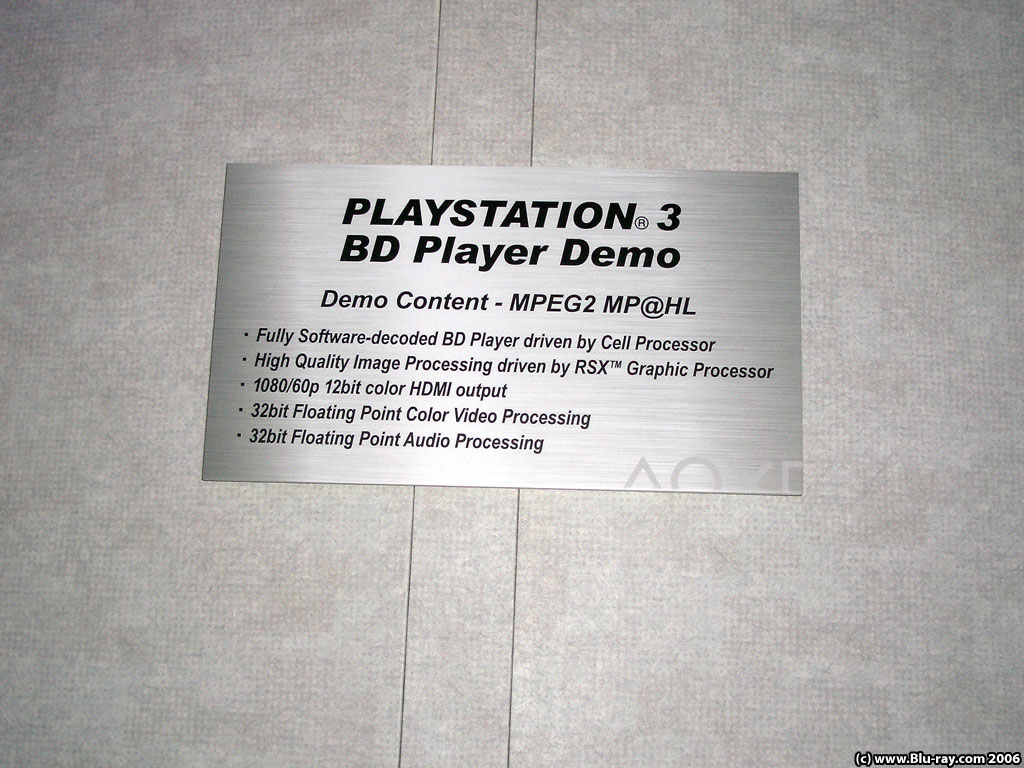 PLAYSTATION® 3
BD Player Demo
Demo Content - MPEG2 MP@HL
· Fully Software-decoded BD Player driven by Cell Processor
· High Quality Image Processing driven by RSX™ Graphic Processor
· 1080/60p 12bit color HDMI output
· 32bit Floating Point Color Video Processing
· 32bit Floating Point Audio Processing
(c) www.Blu-ray.com 2006